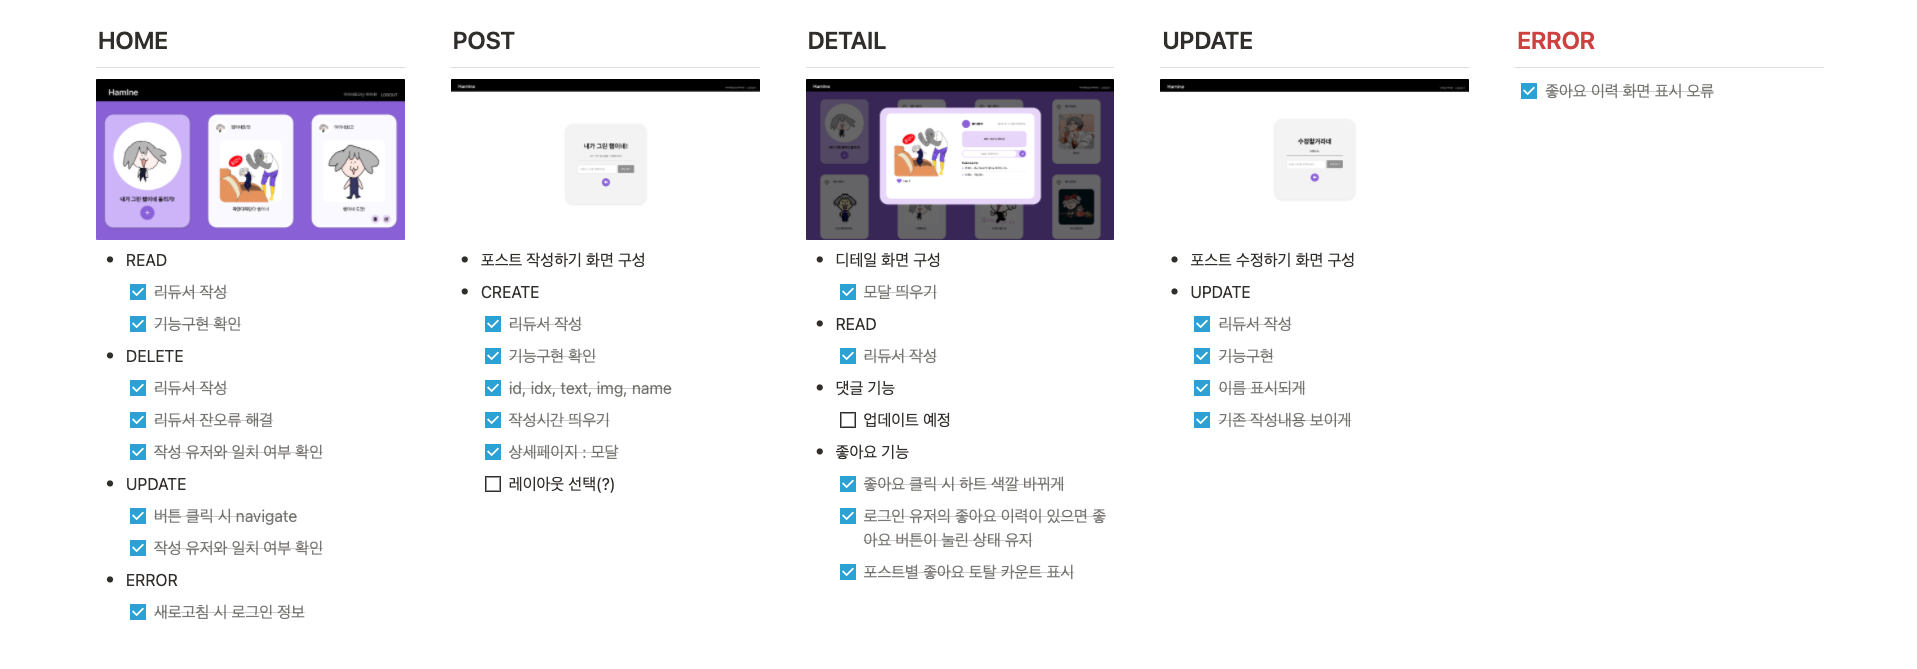 HOME
HamIne
LOGOUT
내가 그린 햄이네 올리기!
READ
리듀서 작성
기능구현 확인
DELETE
리듀서 작성
리듀서 잔오류 해결
작성 유저와 일치 여부 확인
UPDATE
버튼 클릭 시 navigate
작성 유저와 일치 여부 확인
ERROR
새로고침 시 로그인 정보
POST
HamIne
내가 그린 햄이네!
포스트 작성하기 화면 구성
CREATE
리듀서 작성
기능구현 확인
id, idx, text, img, name
작성시간 띄우기
상세페이지 : 모달
레이아웃 선택(?)
DETAIL
HamIne
디테일 화면 구성
모달 띄우기
READ
리듀서 작성
댓글 기능
업데이트 예정
좋아요 기능
좋아요 클릭 시 하트 색깔 바뀌게
로그인 유저의 좋아요 이력이 있으면 좋
아요 버튼이 눌린 상태 유지
포스트별 좋아요 토탈 카운트 표시
UPDATE
HamIne
수정할거라네
포스트 수정하기 화면 구성
UPDATE
리듀서 작성
기능구현
이름 표시되게
기존 작성내용 보이게
ERROR
좋아요 이력 화면 표시 오류